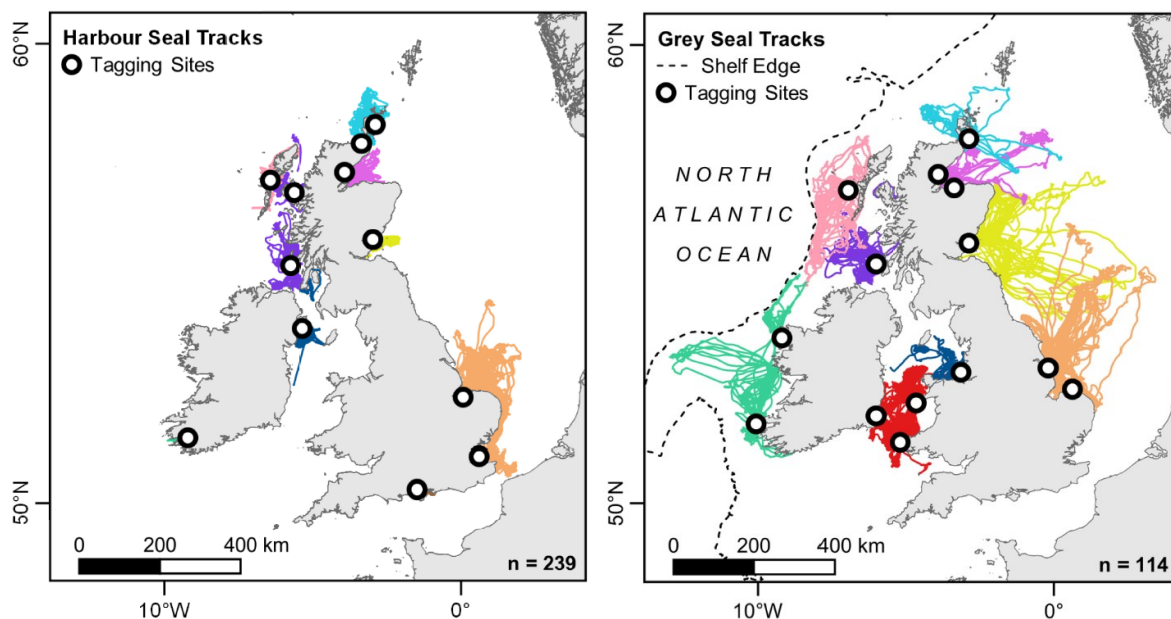 Harbour Seal Tracks
Tagging Sites
60°N
50°N
0 200 400 km
n = 239
10°W 0°
Grey Seal Tracks
Shelf Edge
Tagging Sites
60°N
NORTH
ATLANTIC
OCEAN
50°N
0 200 400 km
n = 114
10°W 0°